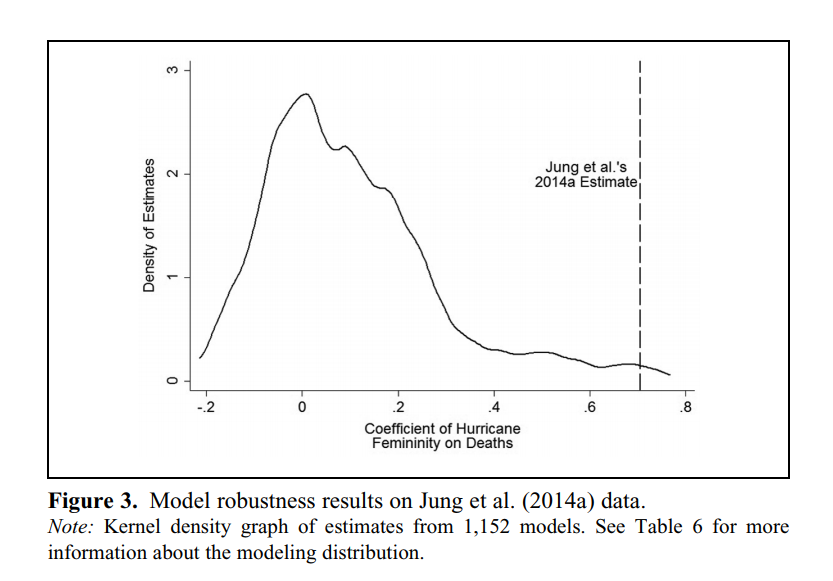 3
2
1
0
Density of Estimates
Jung et al.'s
2014a Estimate
-.2 0 .2 .4 .6 .8
Coefficient of Hurricane
Femininity on Deaths
Figure 3. Model robustness results on Jung et al. (2014a) data.
Note: Kernel density graph of estimates from 1,152 models. See Table 6 for more
information about the modeling distribution.